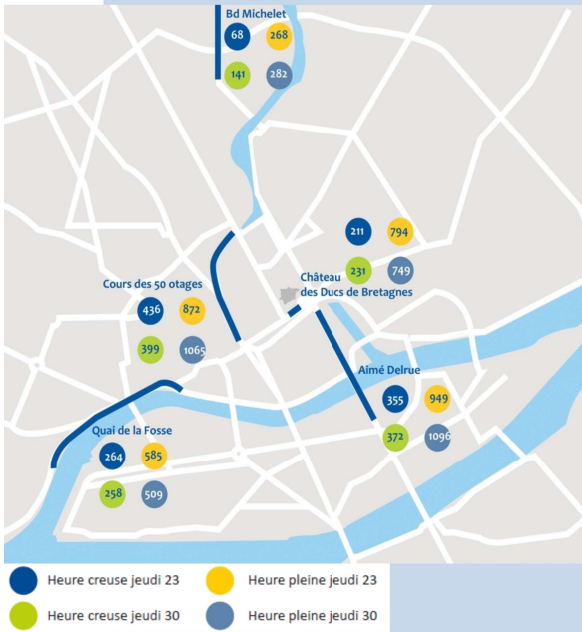 Bd Michelet
68 268
141 282
211 794
231 749
Château
des Ducs de Bretagnes
Cours des 50 otages
436 872
399 1065
Aimé Delrue
355 949
372 1096
Quai de la Fosse
264 585
258 509
Heure creuse jeudi 23 Heure pleine jeudi 23
Heure creuse jeudi 30 Heure pleine jeudi 30